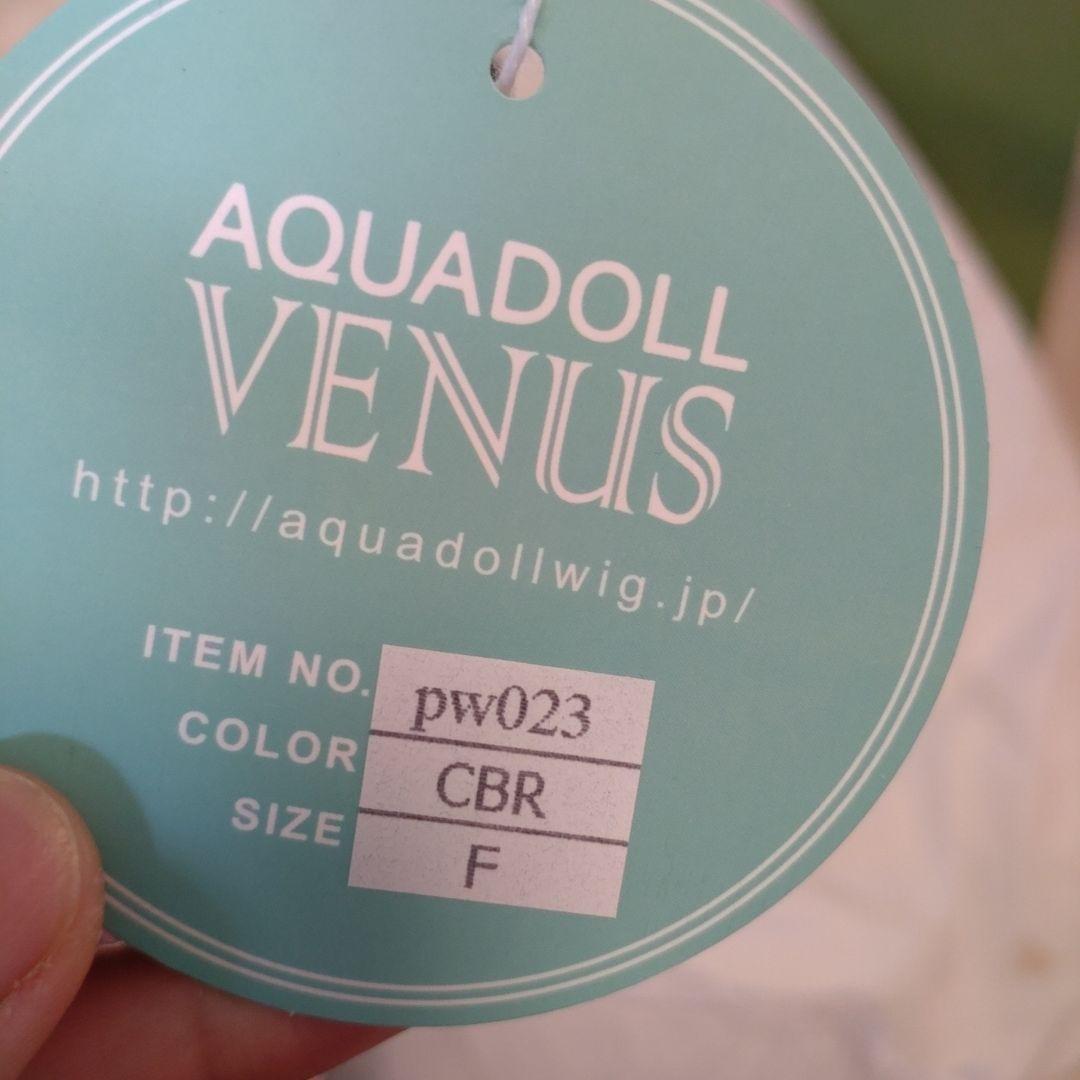 AQUADOLL
VENUS
http://aquadollwig.jp/
ITEM NO. pw023
COLOR CBR
SIZE F